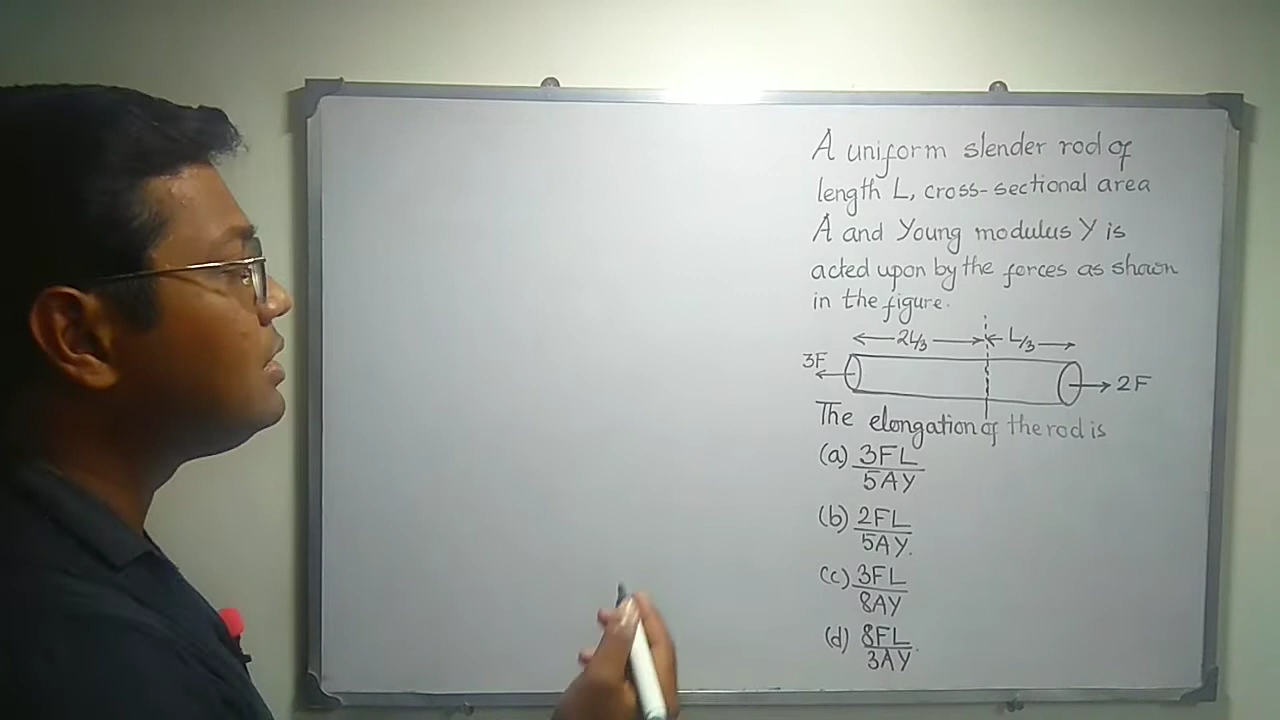 A uniform slender rod of
length L, cross-sectional area
A and Young modulus Y is
acted upon by the forces as shown
in the figure.
2L/3 L/3
3F
2F
The elongation of the rod is
(a) 3FL/5AY
(b) 2FL/5AY.
(c) 3FL/8AY
(d) 8FL/3AY.